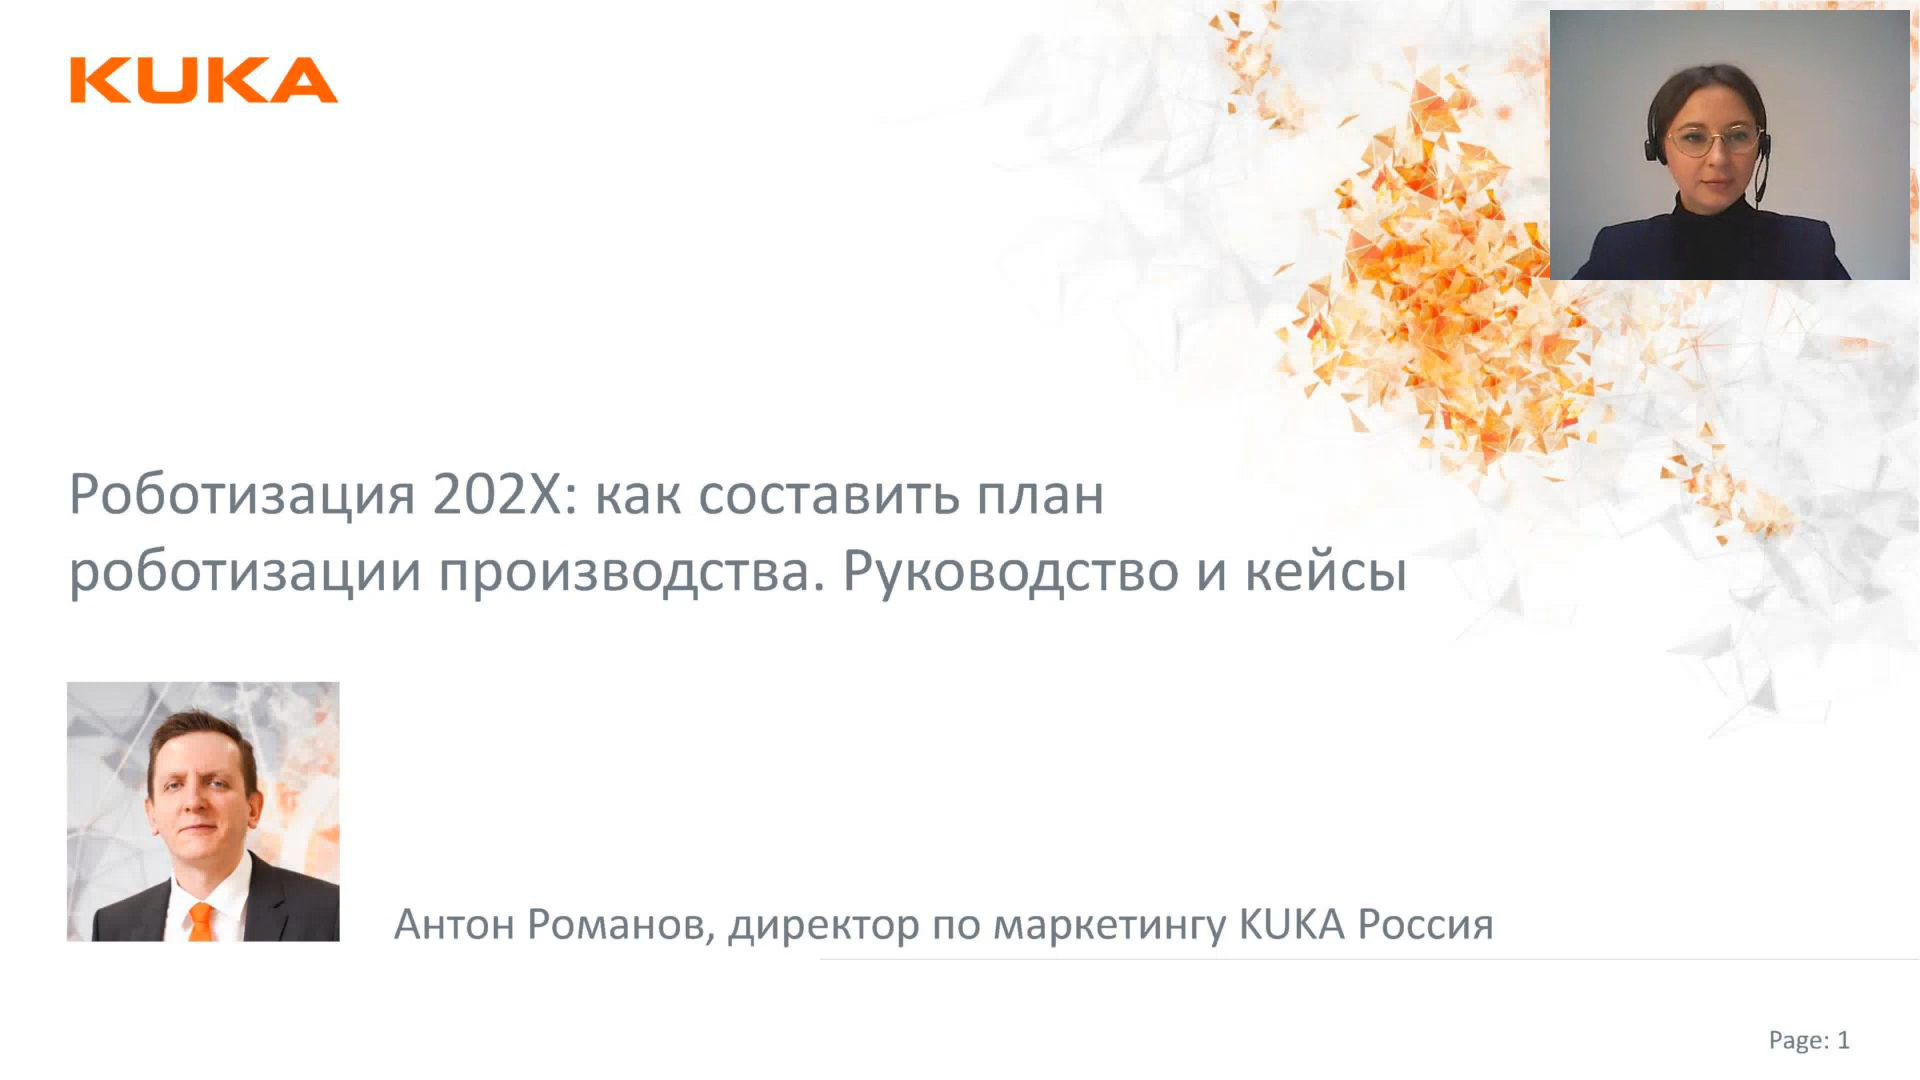 KUKA
Роботизация 202X: как составить план
роботизации производства. Руководство и кейсы
Антон Романов, директор по маркетингу KUKA Россия
Page: 1